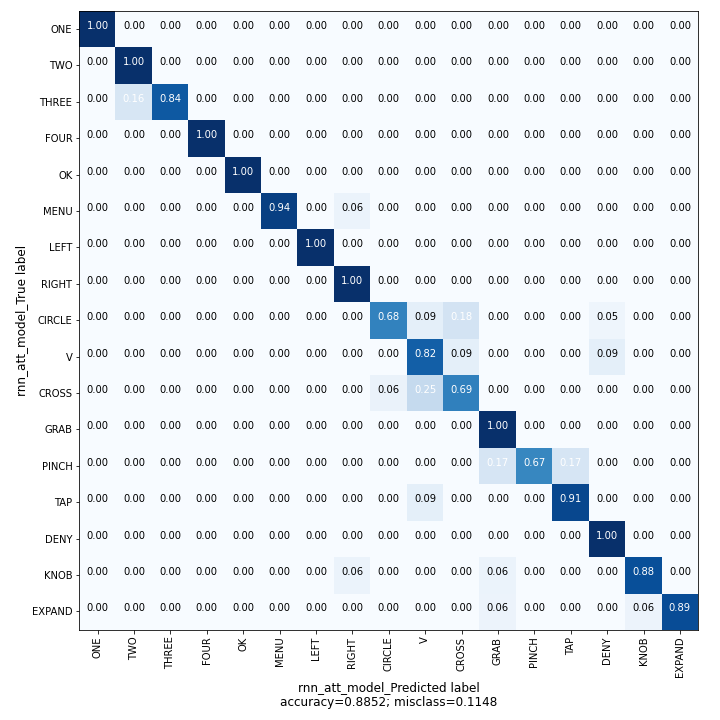 rnn_att_model_True label
ONE 1.00 0.00 0.00 0.00 0.00 0.00 0.00 0.00 0.00 0.00 0.00 0.00 0.00 0.00 0.00 0.00 0.00
TWO 0.00 1.00 0.00 0.00 0.00 0.00 0.00 0.00 0.00 0.00 0.00 0.00 0.00 0.00 0.00 0.00 0.00
THREE 0.00 0.16 0.84 0.00 0.00 0.00 0.00 0.00 0.00 0.00 0.00 0.00 0.00 0.00 0.00 0.00 0.00
FOUR 0.00 0.00 0.00 1.00 0.00 0.00 0.00 0.00 0.00 0.00 0.00 0.00 0.00 0.00 0.00 0.00 0.00
OK 0.00 0.00 0.00 0.00 1.00 0.00 0.00 0.00 0.00 0.00 0.00 0.00 0.00 0.00 0.00 0.00 0.00
MENU 0.00 0.00 0.00 0.00 0.00 0.94 0.00 0.06 0.00 0.00 0.00 0.00 0.00 0.00 0.00 0.00 0.00
LEFT 0.00 0.00 0.00 0.00 0.00 0.00 1.00 0.00 0.00 0.00 0.00 0.00 0.00 0.00 0.00 0.00 0.00
RIGHT 0.00 0.00 0.00 0.00 0.00 0.00 0.00 1.00 0.00 0.00 0.00 0.00 0.00 0.00 0.00 0.00 0.00
CIRCLE 0.00 0.00 0.00 0.00 0.00 0.00 0.00 0.00 0.68 0.09 0.18 0.00 0.00 0.00 0.05 0.00 0.00
V 0.00 0.00 0.00 0.00 0.00 0.00 0.00 0.00 0.00 0.82 0.09 0.00 0.00 0.00 0.09 0.00 0.00
CROSS 0.00 0.00 0.00 0.00 0.00 0.00 0.00 0.00 0.06 0.25 0.69 0.00 0.00 0.00 0.00 0.00 0.00
GRAB 0.00 0.00 0.00 0.00 0.00 0.00 0.00 0.00 0.00 0.00 0.00 1.00 0.00 0.00 0.00 0.00 0.00
PINCH 0.00 0.00 0.00 0.00 0.00 0.00 0.00 0.00 0.00 0.00 0.00 0.17 0.67 0.17 0.00 0.00 0.00
TAP 0.00 0.00 0.00 0.00 0.00 0.00 0.00 0.00 0.00 0.09 0.00 0.00 0.00 0.91 0.00 0.00 0.00
DENY 0.00 0.00 0.00 0.00 0.00 0.00 0.00 0.00 0.00 0.00 0.00 0.00 0.00 0.00 1.00 0.00 0.00
KNOB 0.00 0.00 0.00 0.00 0.00 0.00 0.00 0.06 0.00 0.00 0.00 0.06 0.00 0.00 0.00 0.88 0.00
EXPAND 0.00 0.00 0.00 0.00 0.00 0.00 0.00 0.00 0.00 0.00 0.00 0.06 0.00 0.00 0.00 0.06 0.89
ONE TWO THREE FOUR OK MENU LEFT RIGHT CIRCLE V CROSS GRAB PINCH TAP DENY KNOB EXPAND
rnn_att_model_Predicted label
accuracy=0.8852; misclass=0.1148